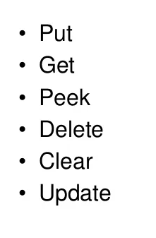 • Put
• Get
• Peek
• Delete
• Clear
• Update